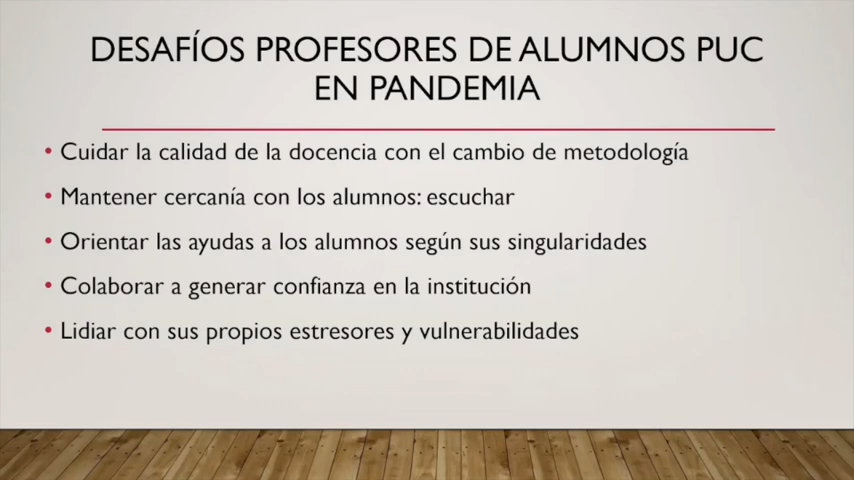 DESAFÍOS PROFESORES DE ALUMNOS PUC
EN PANDEMIA
• Cuidar la calidad de la docencia con el cambio de metodología
• Mantener cercanía con los alumnos: escuchar
• Orientar las ayudas a los alumnos según sus singularidades
• Colaborar a generar confianza en la institución
• Lidiar con sus propios estresores y vulnerabilidades